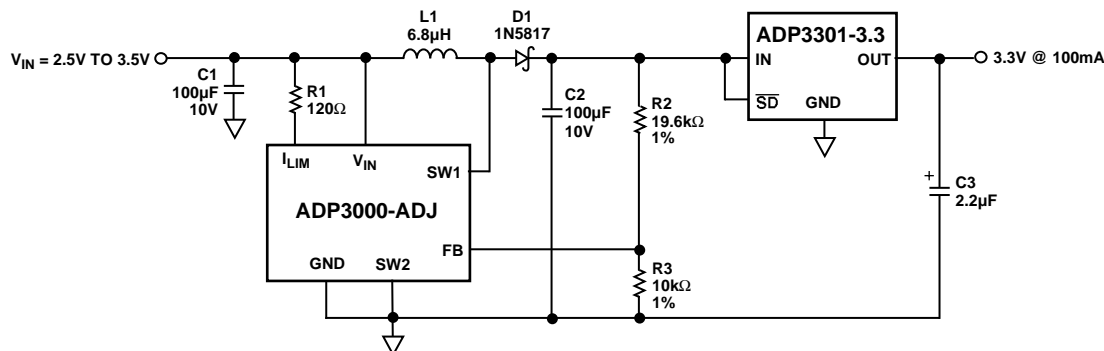 V_IN = 2.5V TO 3.5V
C1
100µF
10V
R1
120Ω
L1
6.8µH
D1
1N5817
C2
100µF
10V
R2
19.6kΩ
1%
ADP3301-3.3
IN
OUT
SD
GND
3.3V @ 100mA
+
C3
2.2µF
I_LIM
V_IN
SW1
ADP3000-ADJ
FB
GND
SW2
R3
10kΩ
1%